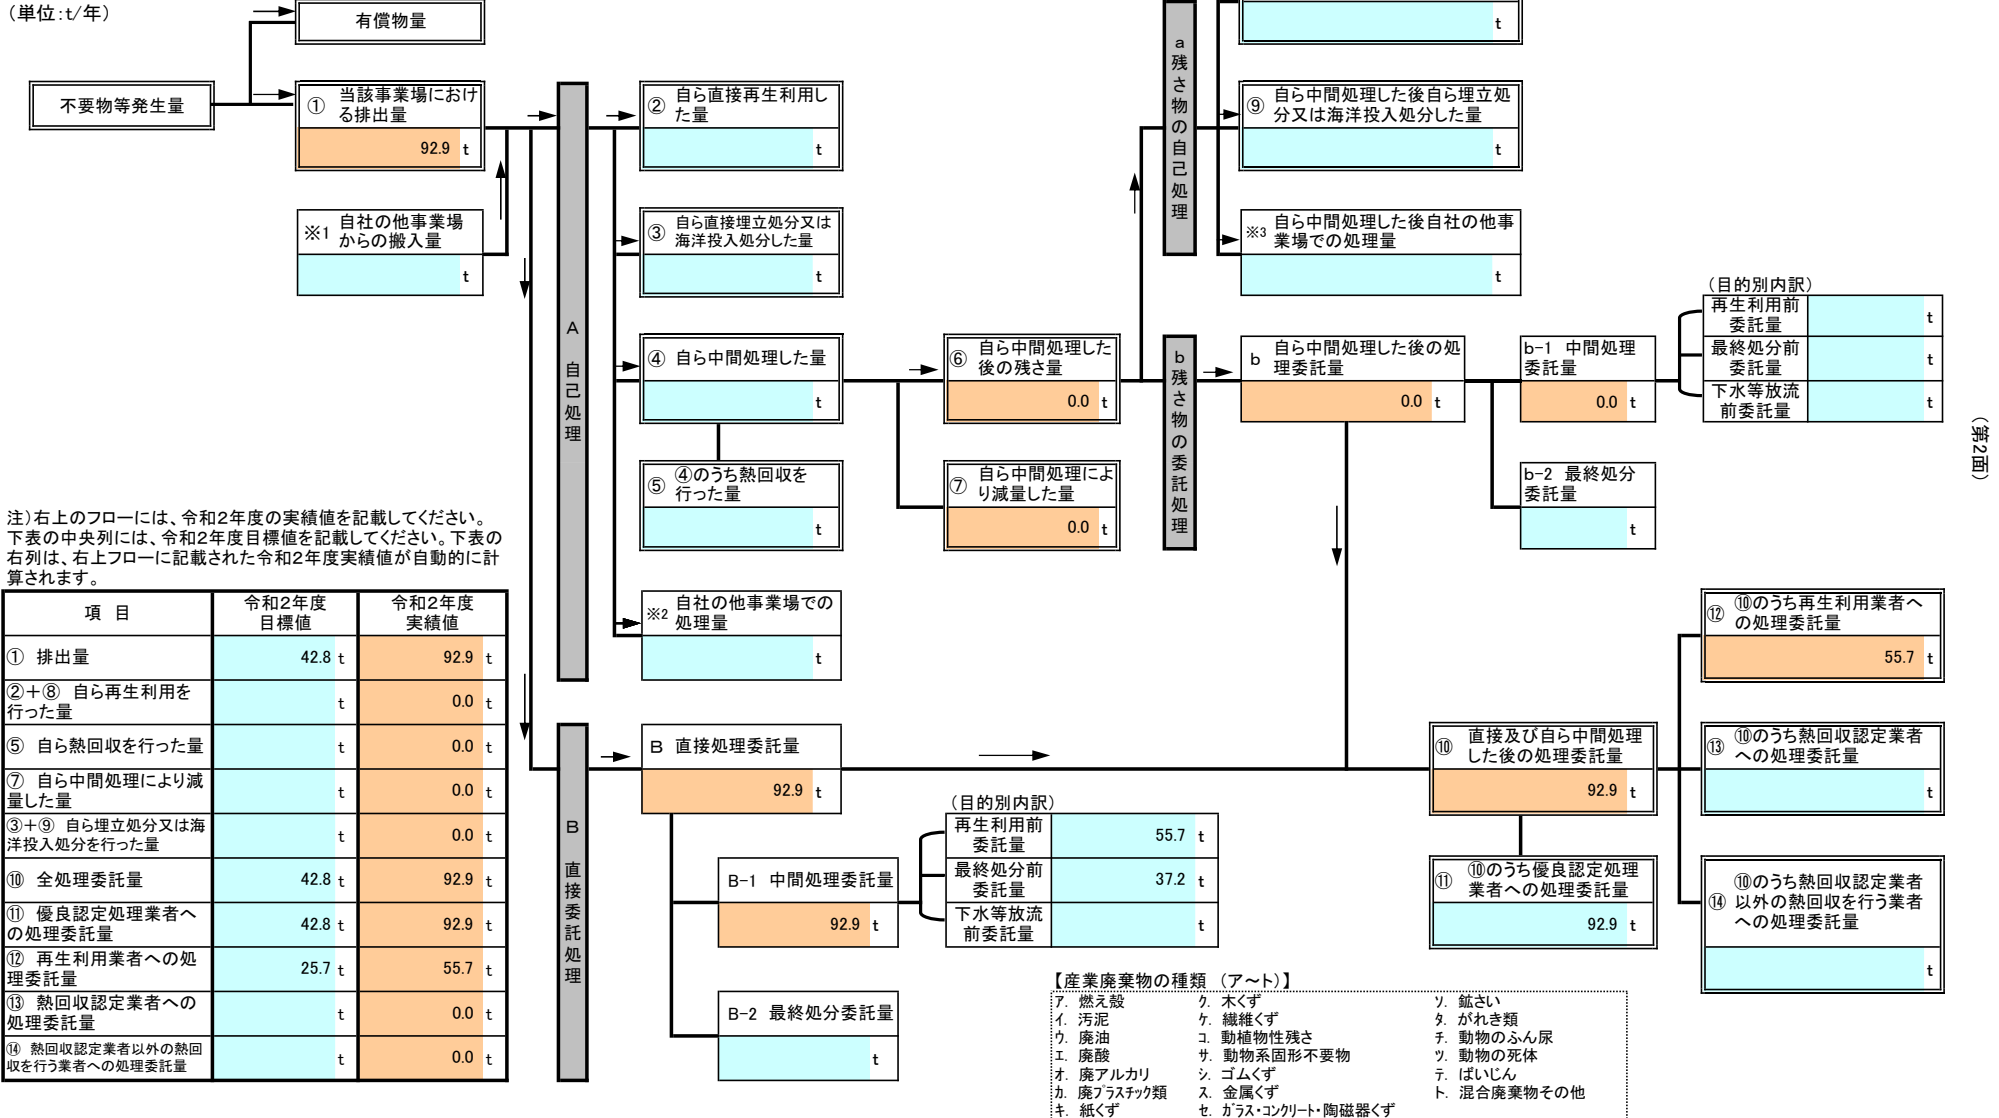 (単位:t/年)
有償物量
不要物等発生量
① 当該事業場におけ
る排出量
92.9 t
※1 自社の他事業場
からの搬入量
t
A 自己処理
② 自ら直接再生利用し
た量
t
③ 自ら直接埋立処分又は
海洋投入処分した量
t
④ 自ら中間処理した量
t
⑤ ④のうち熱回収を
行った量
t
※2 自社の他事業場での
処理量
t
⑥ 自ら中間処理した
後の残さ量
0.0 t
⑦ 自ら中間処理によ
り減量した量
0.0 t
a残さ物の自己処理
t
⑨ 自ら中間処理した後自ら埋立処
分又は海洋投入処分した量
t
※3 自ら中間処理した後自社の他事
業場での処理量
t
b残さ物の委託処理
b 自ら中間処理した後の処
理委託量
0.0 t
b-1 中間処理
委託量
0.0 t
b-2 最終処分
委託量
t
(目的別内訳)
再生利用前
委託量
t
最終処分前
委託量
t
下水等放流
前委託量
t
(第2面)
注)右上のフローには、令和2年度の実績値を記載してください。
下表の中央列には、令和2年度目標値を記載してください。下表の
右列は、右上フローに記載された令和2年度実績値が自動的に計
算されます。
項 目 令和2年度 令和2年度
目標値 実績値
① 排出量 42.8 t 92.9 t
②+⑧ 自ら再生利用を
行った量 t 0.0 t
⑤ 自ら熱回収を行った量 t 0.0 t
⑦ 自ら中間処理により減
量した量 t 0.0 t
③+⑨ 自ら埋立処分又は海
洋投入処分を行った量 t 0.0 t
⑩ 全処理委託量 42.8 t 92.9 t
⑪ 優良認定処理業者へ
の処理委託量 42.8 t 92.9 t
⑫ 再生利用業者への処
理委託量 25.7 t 55.7 t
⑬ 熱回収認定業者への
処理委託量 t 0.0 t
⑭ 熱回収認定業者以外の熱回
収を行う業者への処理委託量 t 0.0 t
B 直接委託処理
B 直接処理委託量
92.9 t
B-1 中間処理委託量
92.9 t
B-2 最終処分委託量
t
(目的別内訳)
再生利用前
委託量
55.7 t
最終処分前
委託量
37.2 t
下水等放流
前委託量
t
⑩ 直接及び自ら中間処理
した後の処理委託量
92.9 t
⑪ ⑩のうち優良認定処理
業者への処理委託量
92.9 t
⑫ ⑩のうち再生利用業者へ
の処理委託量
55.7 t
⑬ ⑩のうち熱回収認定業者
への処理委託量
t
⑭ ⑩のうち熱回収認定業者
以外の熱回収を行う業者
への処理委託量
t
【産業廃棄物の種類 (ア～ト)】
ア. 燃え殻 ク. 木くず ソ. 鉱さい
イ. 汚泥 ケ. 繊維くず タ. がれき類
ウ. 廃油 コ. 動植物性残さ チ. 動物のふん尿
エ. 廃酸 サ. 動物系固形不要物 ツ. 動物の死体
オ. 廃アルカリ シ. ゴムくず テ. ばいじん
カ. 廃プラスチック類 ス. 金属くず ト. 混合廃棄物その他
キ. 紙くず セ. ガラス・コンクリート・陶磁器くず